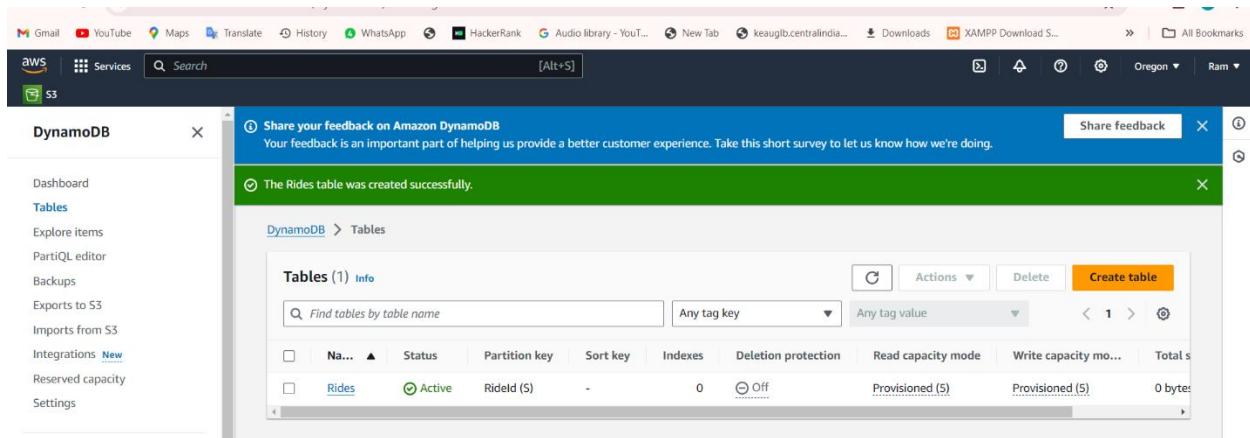 Gmail YouTube Maps Translate History WhatsApp HackerRank Audio library - YouT... New Tab keauglb.centralindia... Downloads XAMPP Download S... » All Bookmarks
aws Services Search [Alt+S] Oregon ▼ Ram ▼
S3
DynamoDB
Share your feedback on Amazon DynamoDB
Your feedback is an important part of helping us provide a better customer experience. Take this short survey to let us know how we're doing.
Share feedback
Dashboard
Tables
Explore items
PartiQL editor
Backups
Exports to S3
Imports from S3
Integrations New
Reserved capacity
Settings
The Rides table was created successfully.
DynamoDB > Tables
Tables (1) Info
Actions ▼ Delete Create table
Find tables by table name Any tag key ▼ Any tag value ▼ < 1 >
Na... ▲ Status Partition key Sort key Indexes Deletion protection Read capacity mode Write capacity mo... Total s
Rides Active RideId (S) - 0 Off Provisioned (5) Provisioned (5) 0 bytes